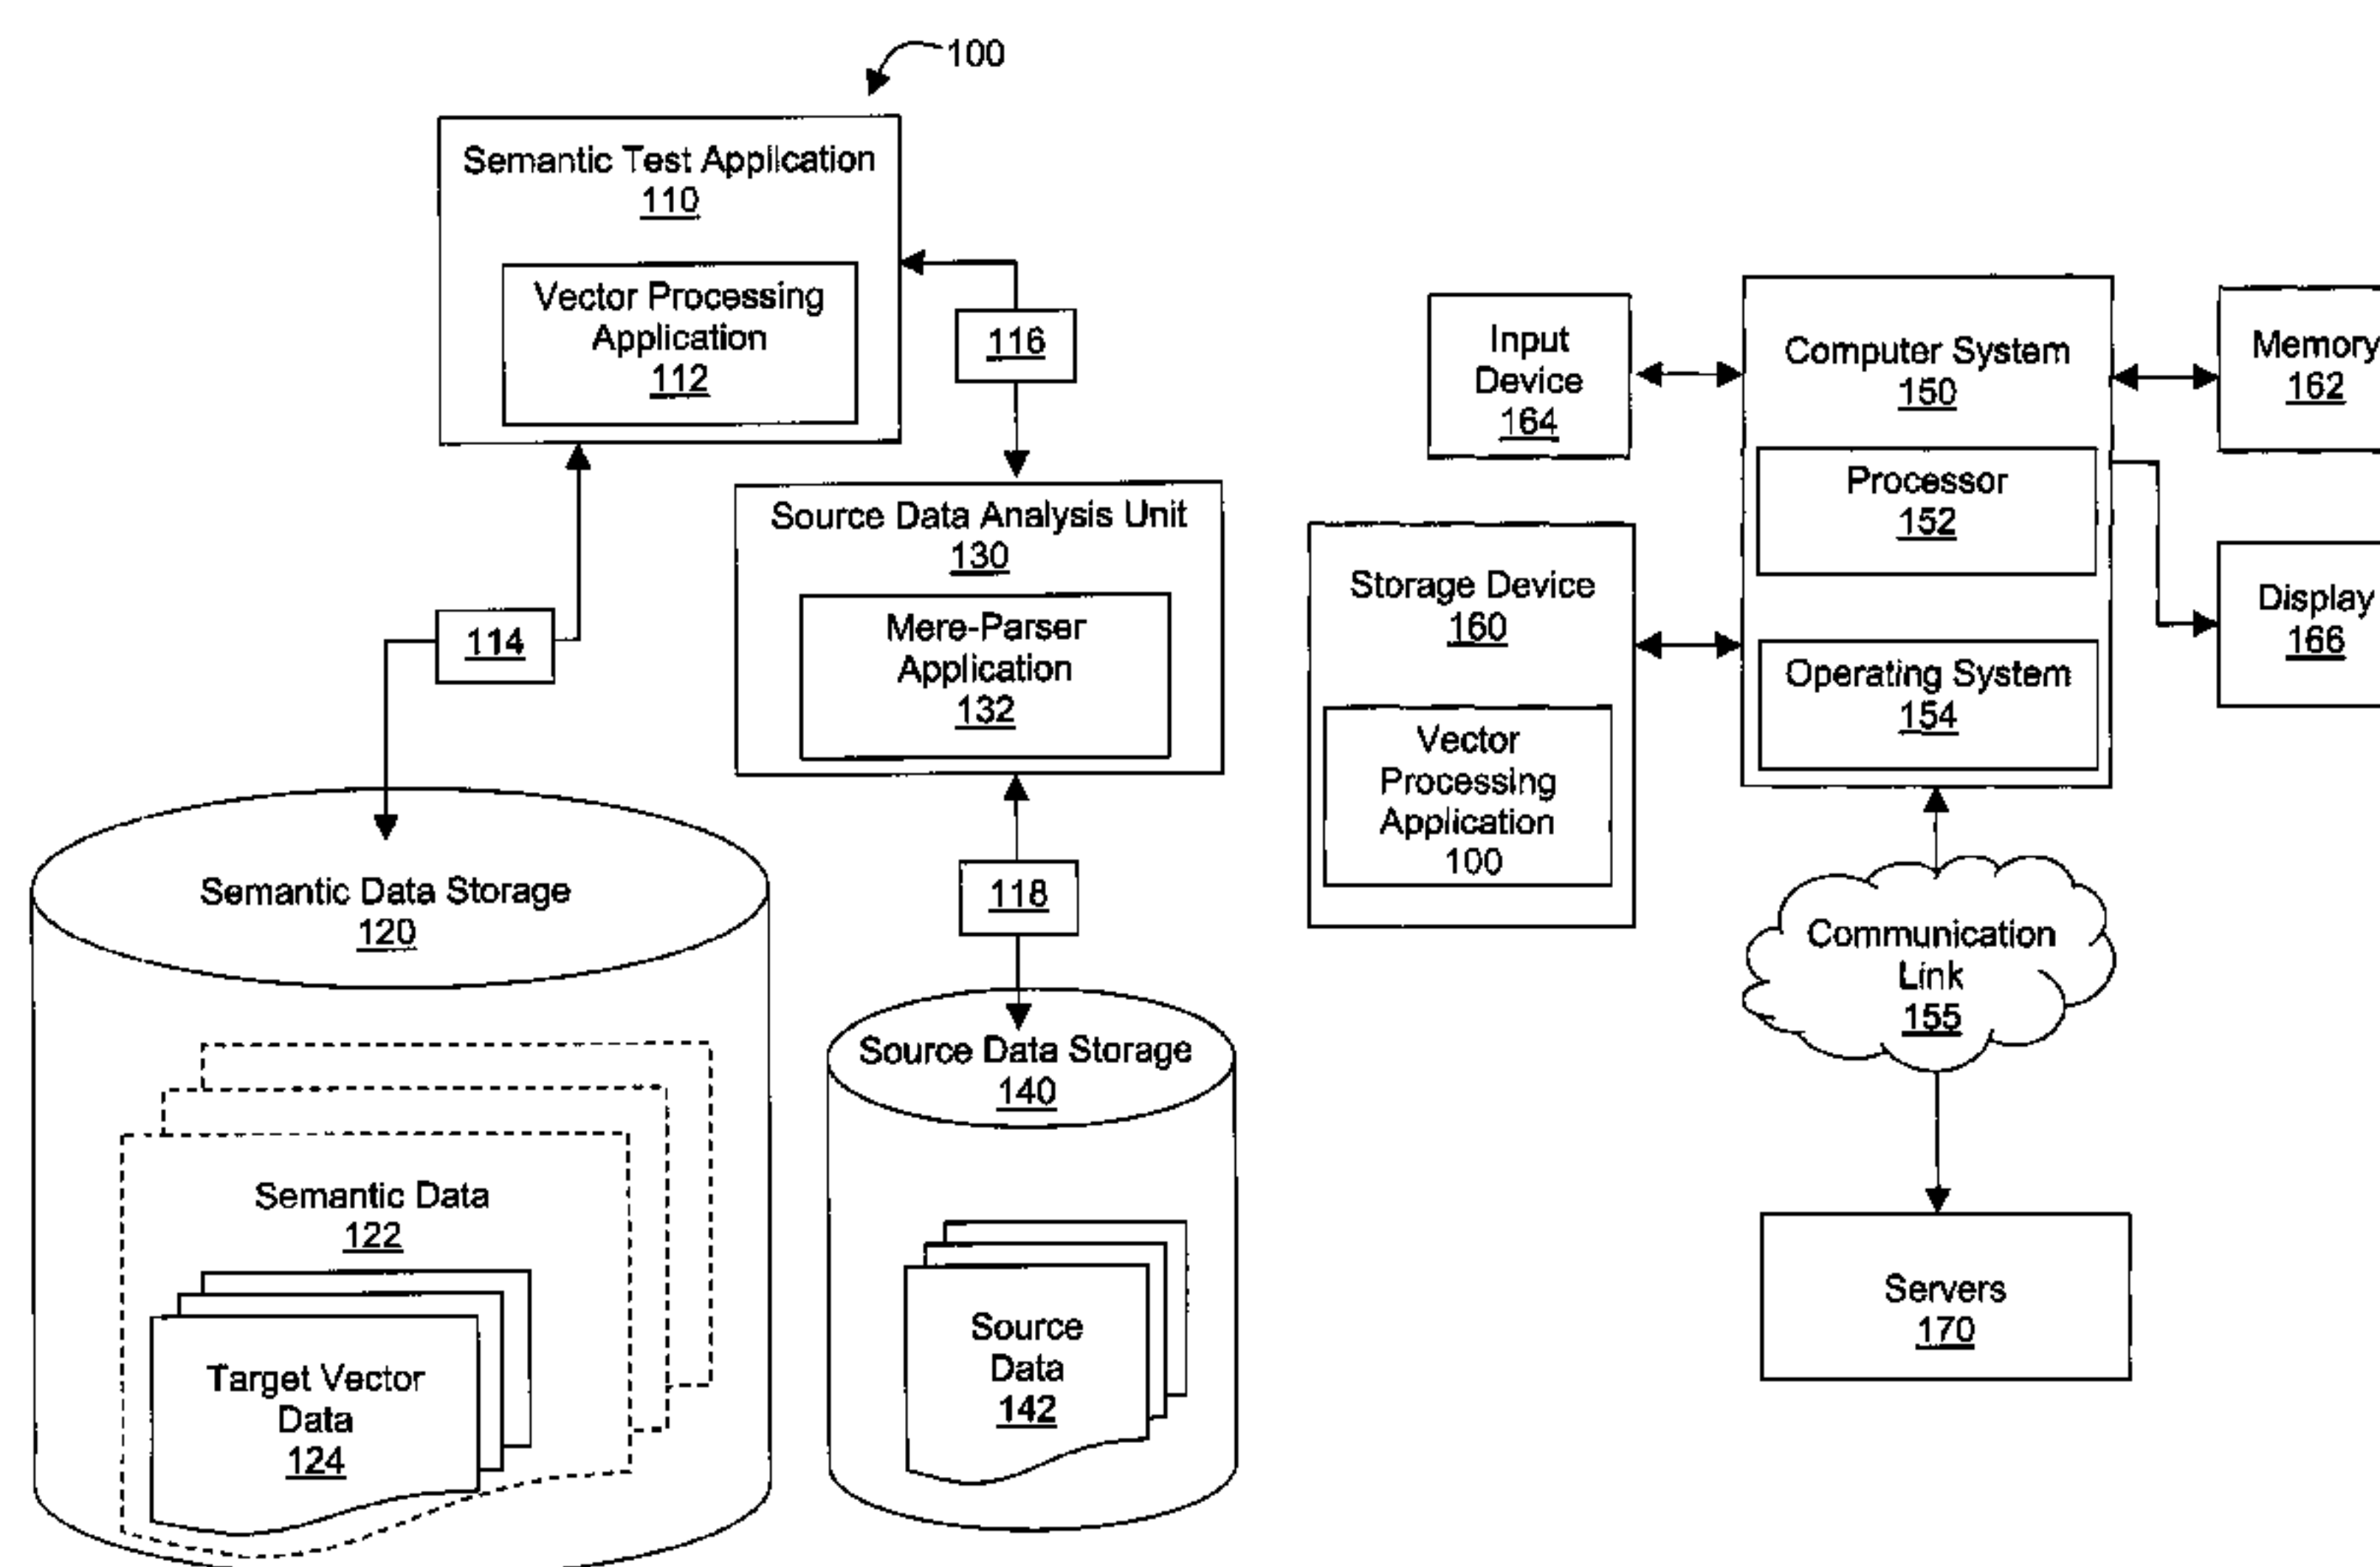 100
Semantic Test Application
110
Vector Processing
Application
112
116
114
Source Data Analysis Unit
130
Mere-Parser
Application
132
118
Semantic Data Storage
120
Semantic Data
122
Target Vector
Data
124
Source Data Storage
140
Source
Data
142
Input
Device
164
Computer System
150
Processor
152
Operating System
154
Memory
162
Display
166
Storage Device
160
Vector
Processing
Application
100
Communication
Link
155
Servers
170